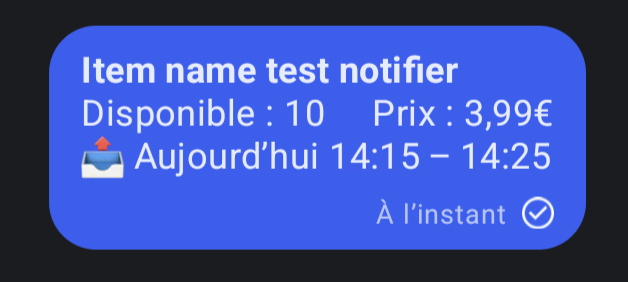 Item name test notifier
Disponible : 10 Prix : 3,99€
📤 Aujourd’hui 14:15 – 14:25
À l’instant